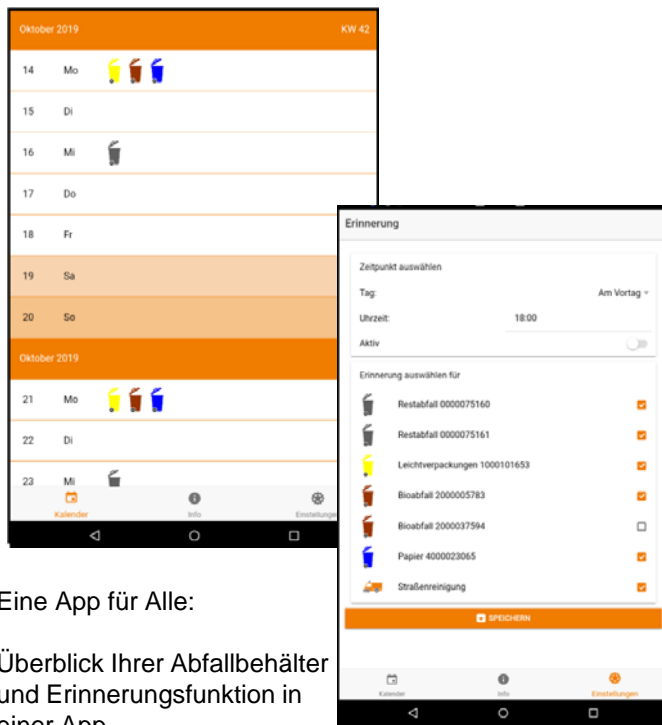 Oktober 2019 KW 42
14 Mo
15 Di
16 Mi
17 Do
18 Fr
19 Sa
20 So
Oktober 2019
21 Mo
22 Di
23 Mi
Kalender Info Einstellunge
Erinnerung
Zeitpunkt auswählen
Tag: Am Vortag
Uhrzeit: 18:00
Aktiv
Erinnerung auswählen für
Restabfall 0000075160
Restabfall 0000075161
Leichtverpackungen 1000101653
Bioabfall 2000005783
Bioabfall 2000037594
Papier 4000023065
Straßenreinigung
SPEICHERN
Kalender Info Einstellungen
Eine App für Alle:
Überblick Ihrer Abfallbehälter
und Erinnerungsfunktion in
einer App